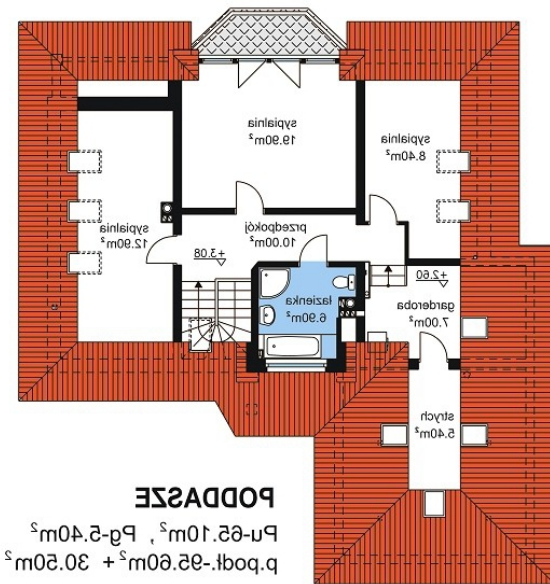 sypialnia
19.90m²
sypialnia
8.40m²
sypialnia
12.90m²
przedpokój
10.00m²
+3.08
+2.60
łazienka
6.90m²
garderoba
7.00m²
strych
5.40m²
PODDASZE
Pu-65.10m², Pg-5.40m²
p.podł.-95.60m² + 30.50m²